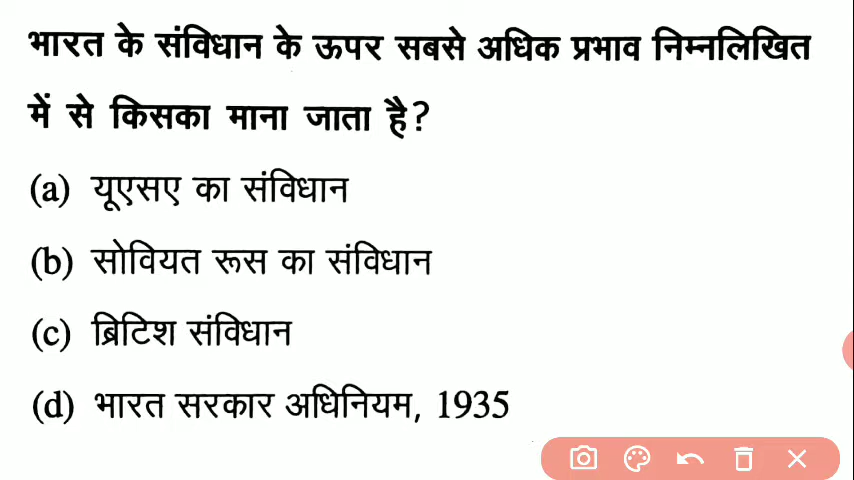 भारत के संविधान के ऊपर सबसे अधिक प्रभाव निम्नलिखित
में से किसका माना जाता है?
(a) यूएसए का संविधान
(b) सोवियत रूस का संविधान
(c) ब्रिटिश संविधान
(d) भारत सरकार अधिनियम, 1935